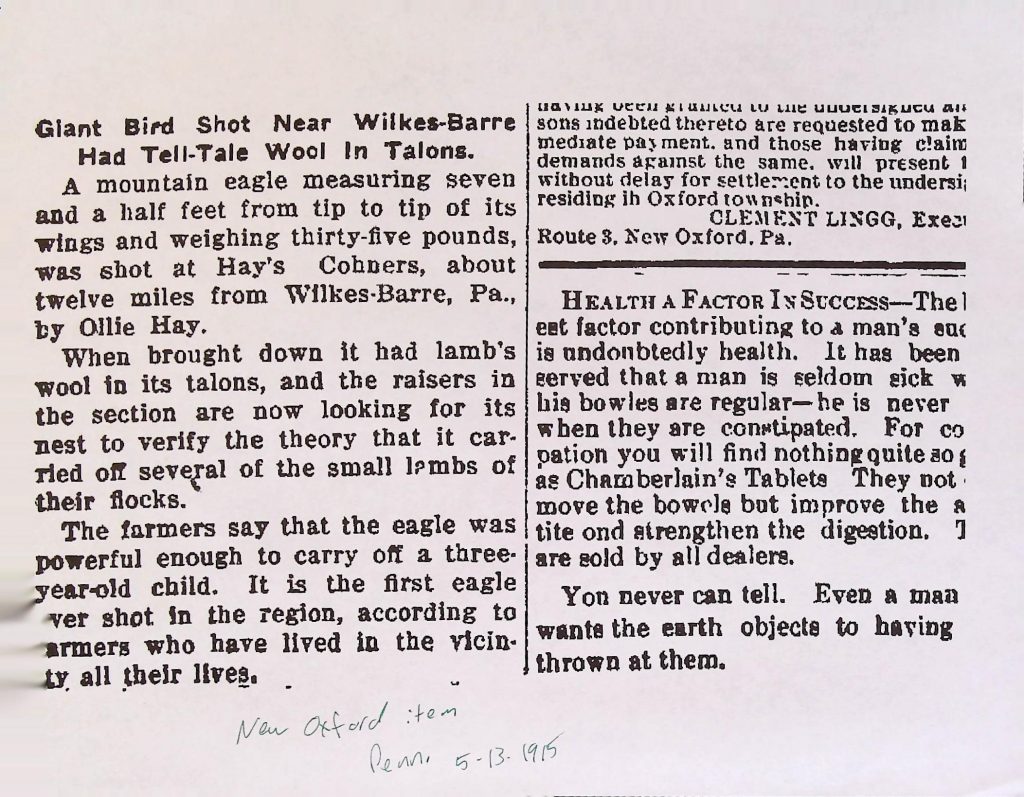 Giant Bird Shot Near Wilkes-Barre
Had Tell-Tale Wool In Talons.
A mountain eagle measuring seven
and a half feet from tip to tip of its
wings and weighing thirty-five pounds,
was shot at Hay's Cohners, about
twelve miles from Wilkes-Barre, Pa.,
by Ollie Hay.
When brought down it had lamb's
wool in its talons, and the raisers in
the section are now looking for its
nest to verify the theory that it car-
ried off several of the small lambs of
their flocks.
The farmers say that the eagle was
powerful enough to carry off a three-
year-old child. It is the first eagle
ver shot in the region, according to
armers who have lived in the vicin-
ty all their lives.
having been granted to the undersigned all
sons indebted thereto are requested to mak
mediate payment. and those having claim
demands against the same. will present t
without delay for settlement to the undersi
residing ih Oxford township.
CLEMENT LINGG, Exec
Route 3, New Oxford. Pa.
HEALTH A FACTOR IN SUCCESS—The l
est factor contributing to a man's suc
is undoubtedly health. It has been
served that a man is seldom sick w
his bowles are regular—he is never
when they are constipated. For co
pation you will find nothing quite so g
as Chamberlain's Tablets They not
move the bowels but improve the a
tite ond strengthen the digestion. T
are sold by all dealers.
You never can tell. Even a man
wants the earth objects to having
thrown at them.
New Oxford item
Penn. 5-13-1915